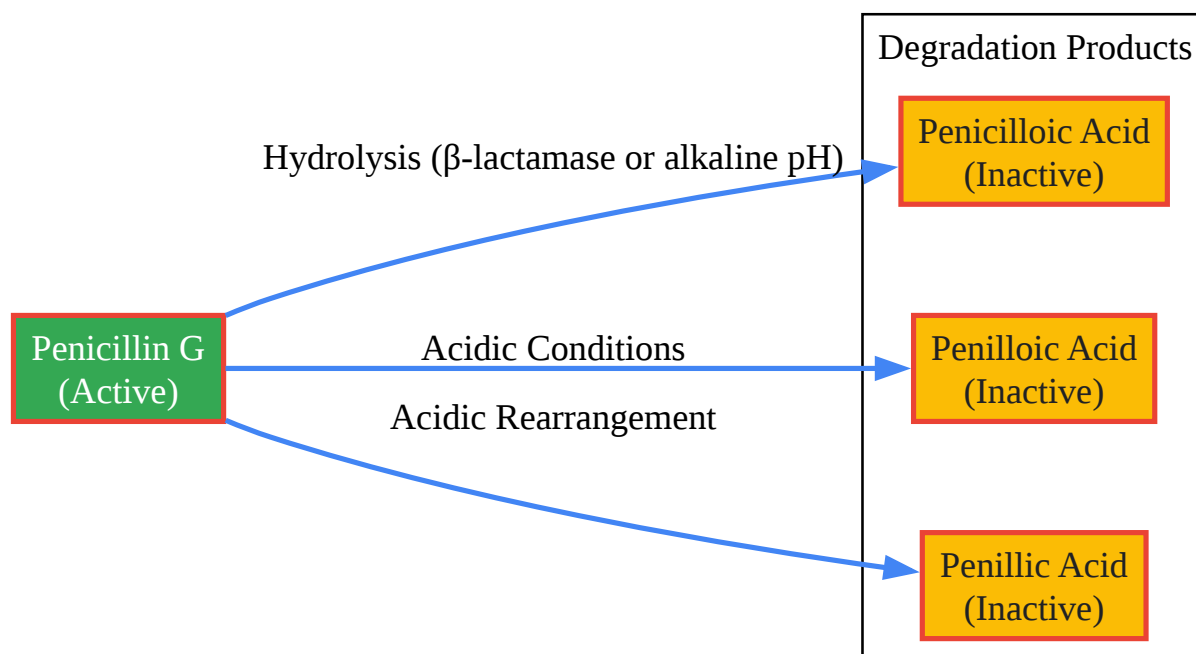 Degradation Products
Hydrolysis (β-lactamase or alkaline pH)
Penicilloic Acid
(Inactive)
Penicillin G
(Active)
Acidic Conditions
Penilloic Acid
(Inactive)
Acidic Rearrangement
Penillic Acid
(Inactive)